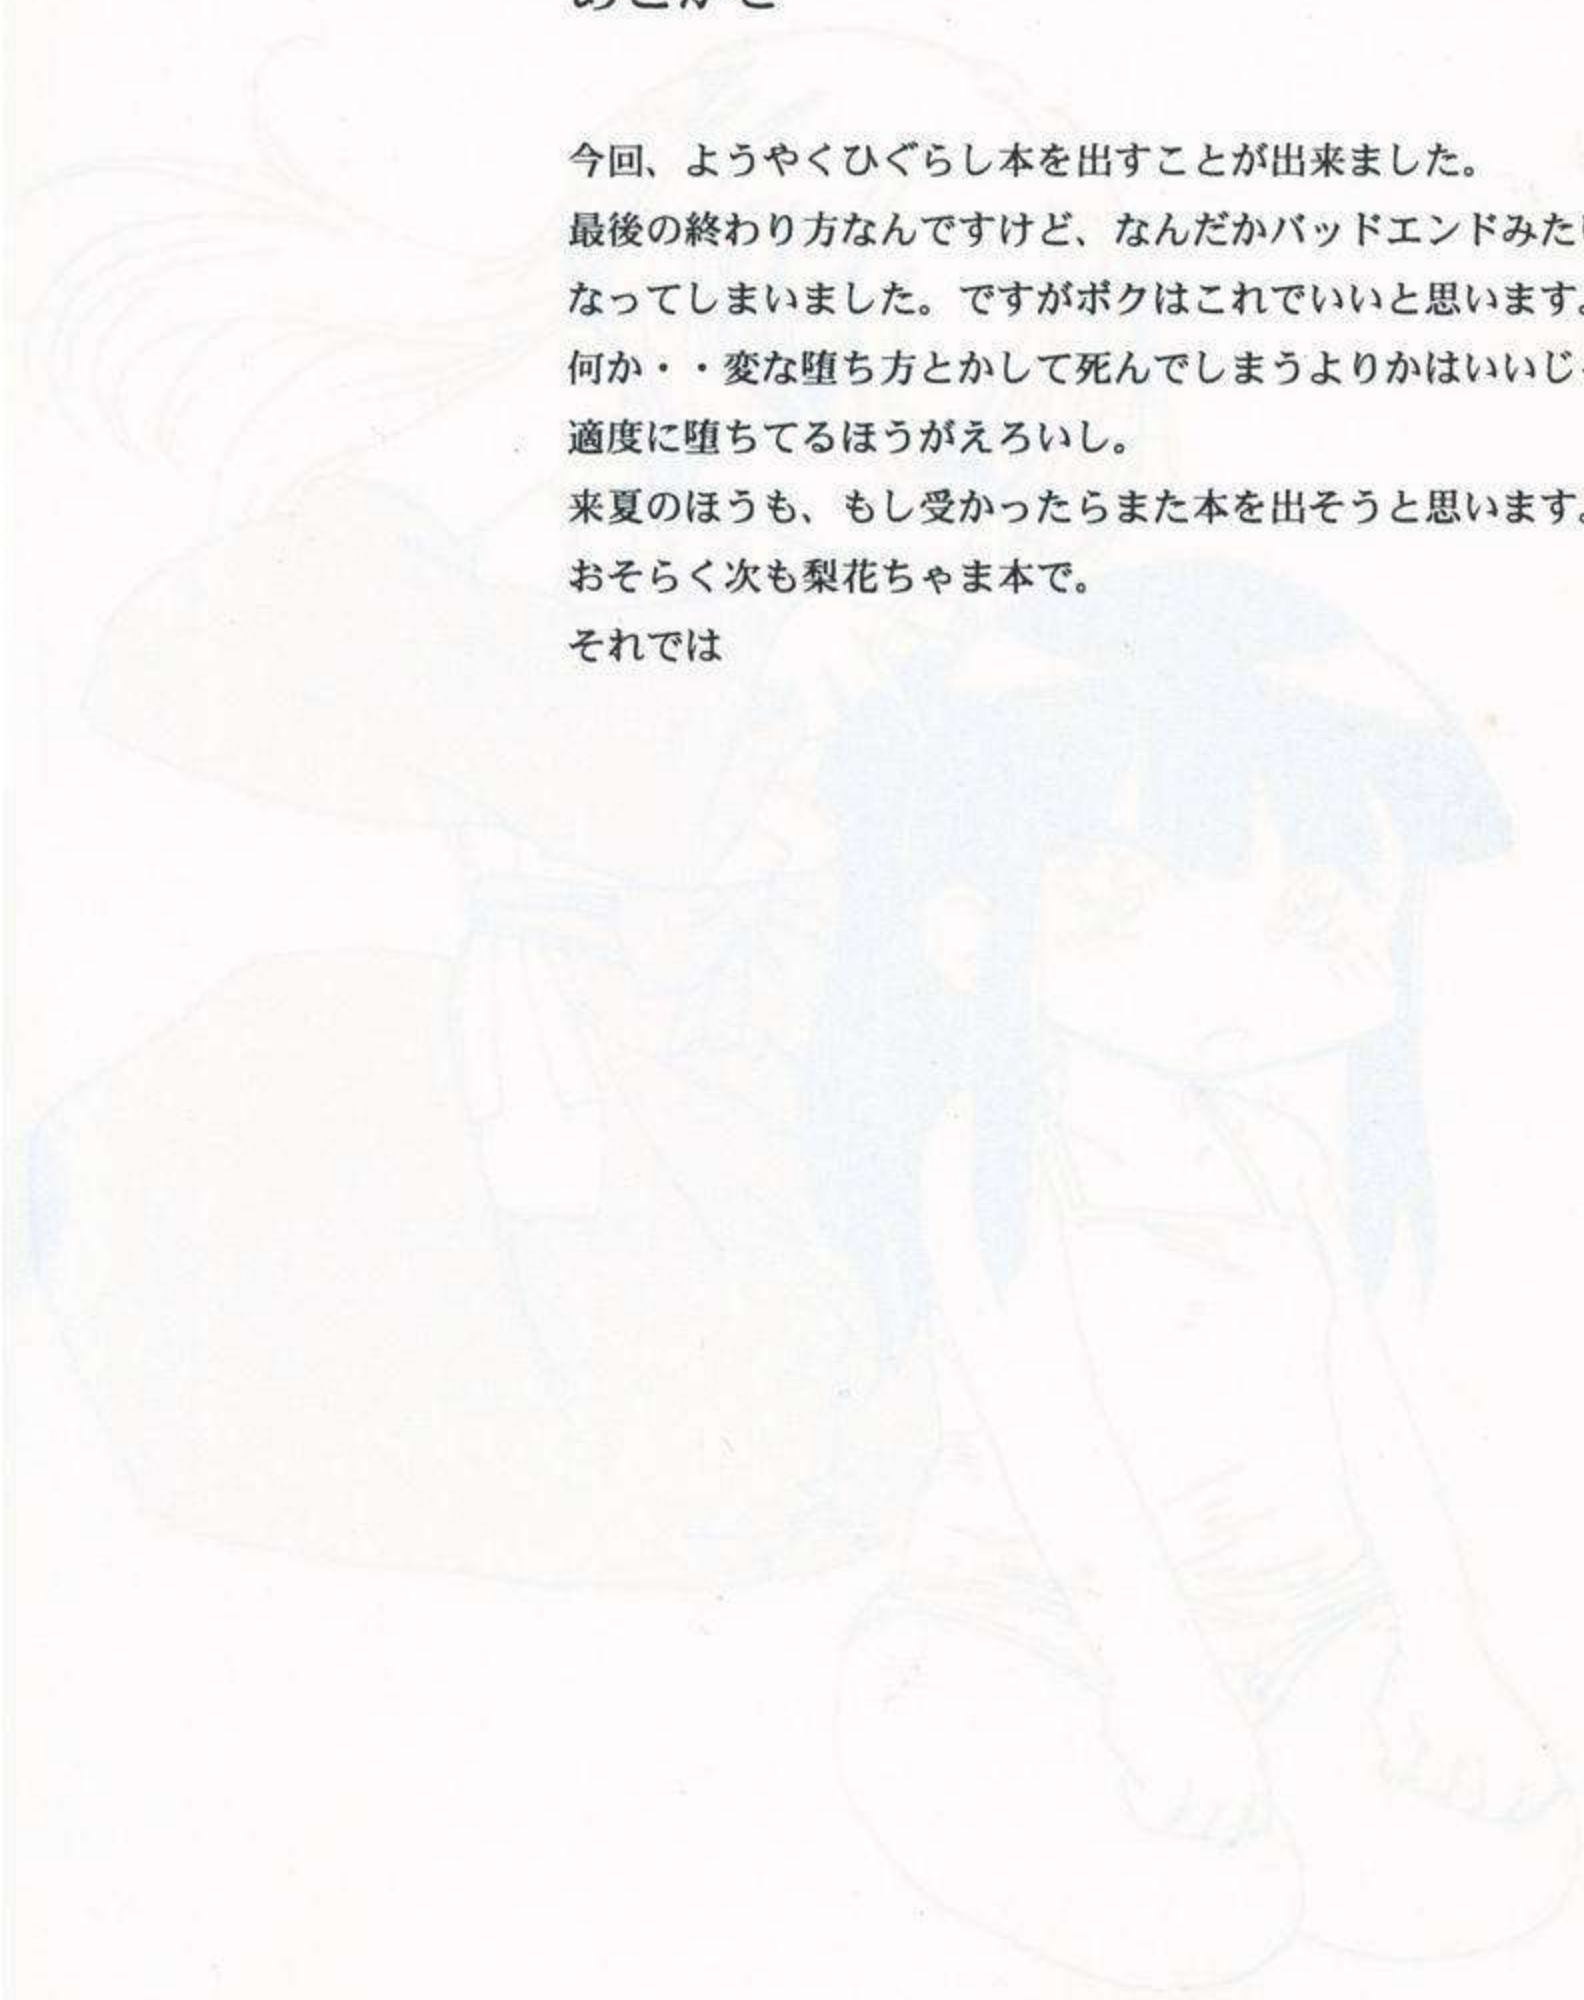 あとがき
今回、ようやくひぐらし本を出すことが出来ました。
最後の終わり方なんですけど、なんだかバッドエンドみた
なってしまいました。ですがボクはこれでいいと思います。
何か・・変な堕ち方とかして死んでしまうよりかはいいじ
適度に堕ちてるほうがえろいし。
来夏のほうも、もし受かったらまた本を出そうと思います。
おそらく次も梨花ちゃま本で。
それでは